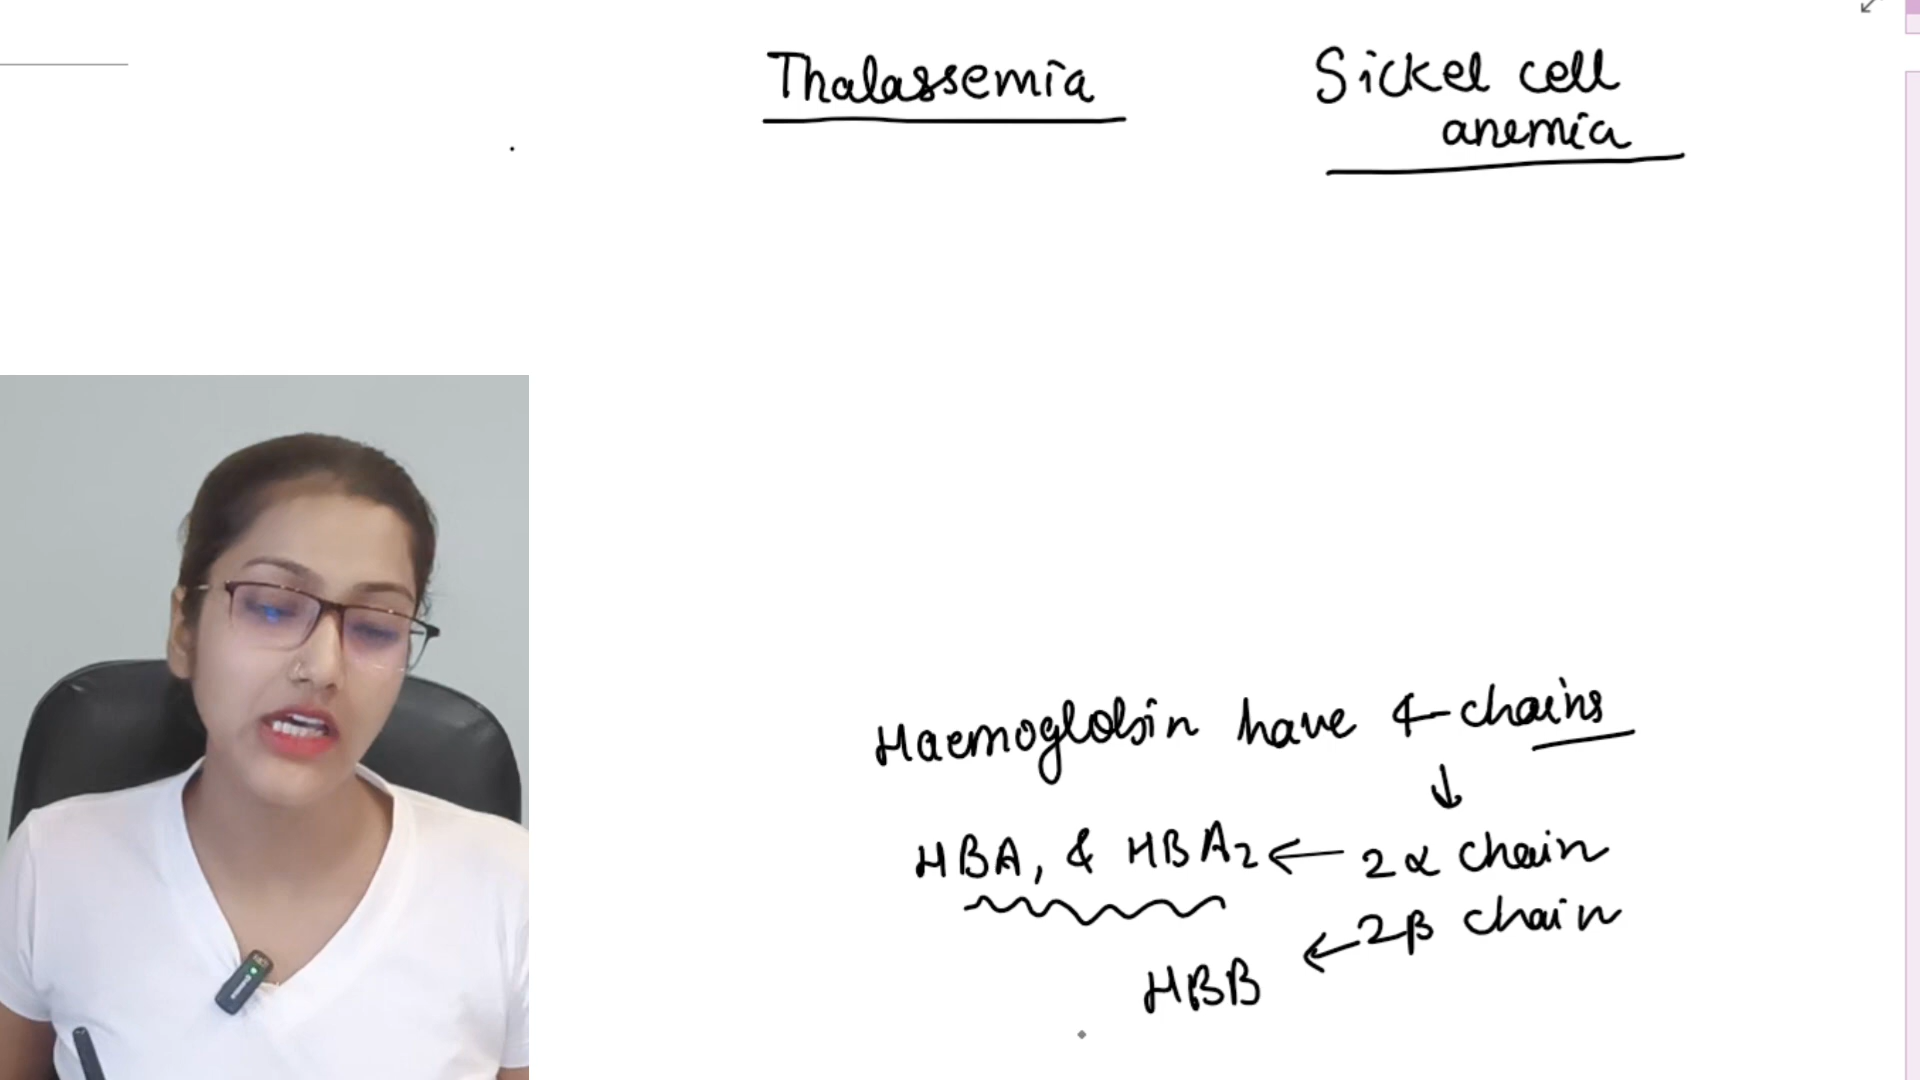 Thalassemia
Sickel cell
anemia
Haemoglobin have 4 chains
HBA, & HBA2 ← 2α chain
HBB ← 2β chain